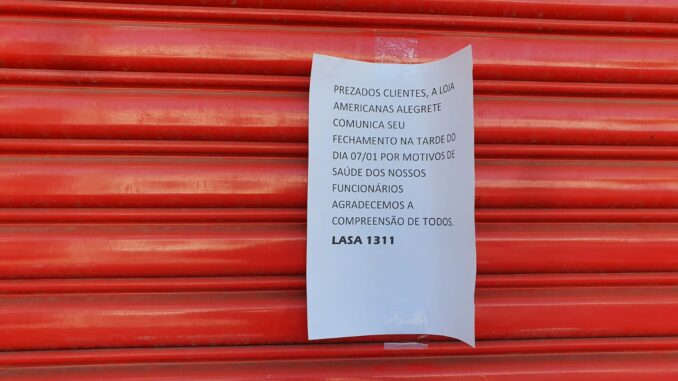 PREZADOS CLIENTES, A LOJA
AMERICANAS ALEGRETE
COMUNICA SEU
FECHAMENTO NA TARDE DO
DIA 07/01 POR MOTIVOS DE
SAÚDE DOS NOSSOS
FUNCIONÁRIOS
AGRADECEMOS A
COMPREENSÃO DE TODOS.
LASA 1311